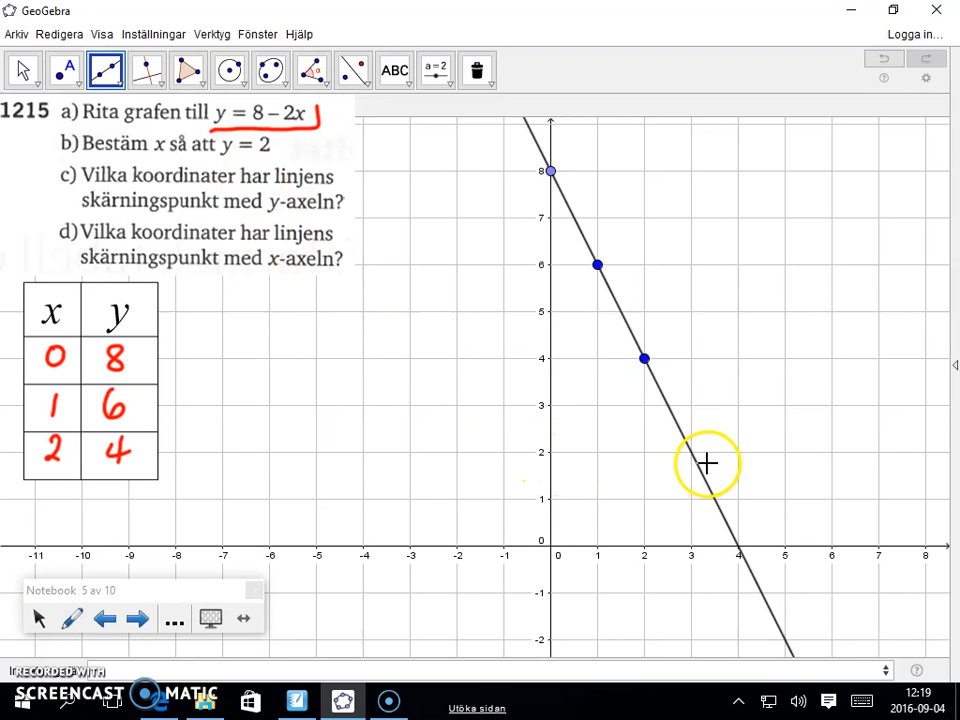 GeoGebra
Arkiv Redigera Visa Inställningar Verktyg Fönster Hjälp Logga in...
A ABC a = 2
1215 a) Rita grafen till y = 8 – 2x
b) Bestäm x så att y = 2
c) Vilka koordinater har linjens
skärningspunkt med y-axeln?
d) Vilka koordinater har linjens
skärningspunkt med x-axeln?
x y
0 8
1 6
2 4
8
7
6
5
4
3
2
1
0
-11 -10 -9 -8 -7 -6 -5 -4 -3 -2 -1 0 1 2 3 4 5 6 7 8
-1
-2
Notebook 5 av 10
RECORDED WITH
SCREENCAST MATIC
Utöka sidan
12:19
2016-09-04